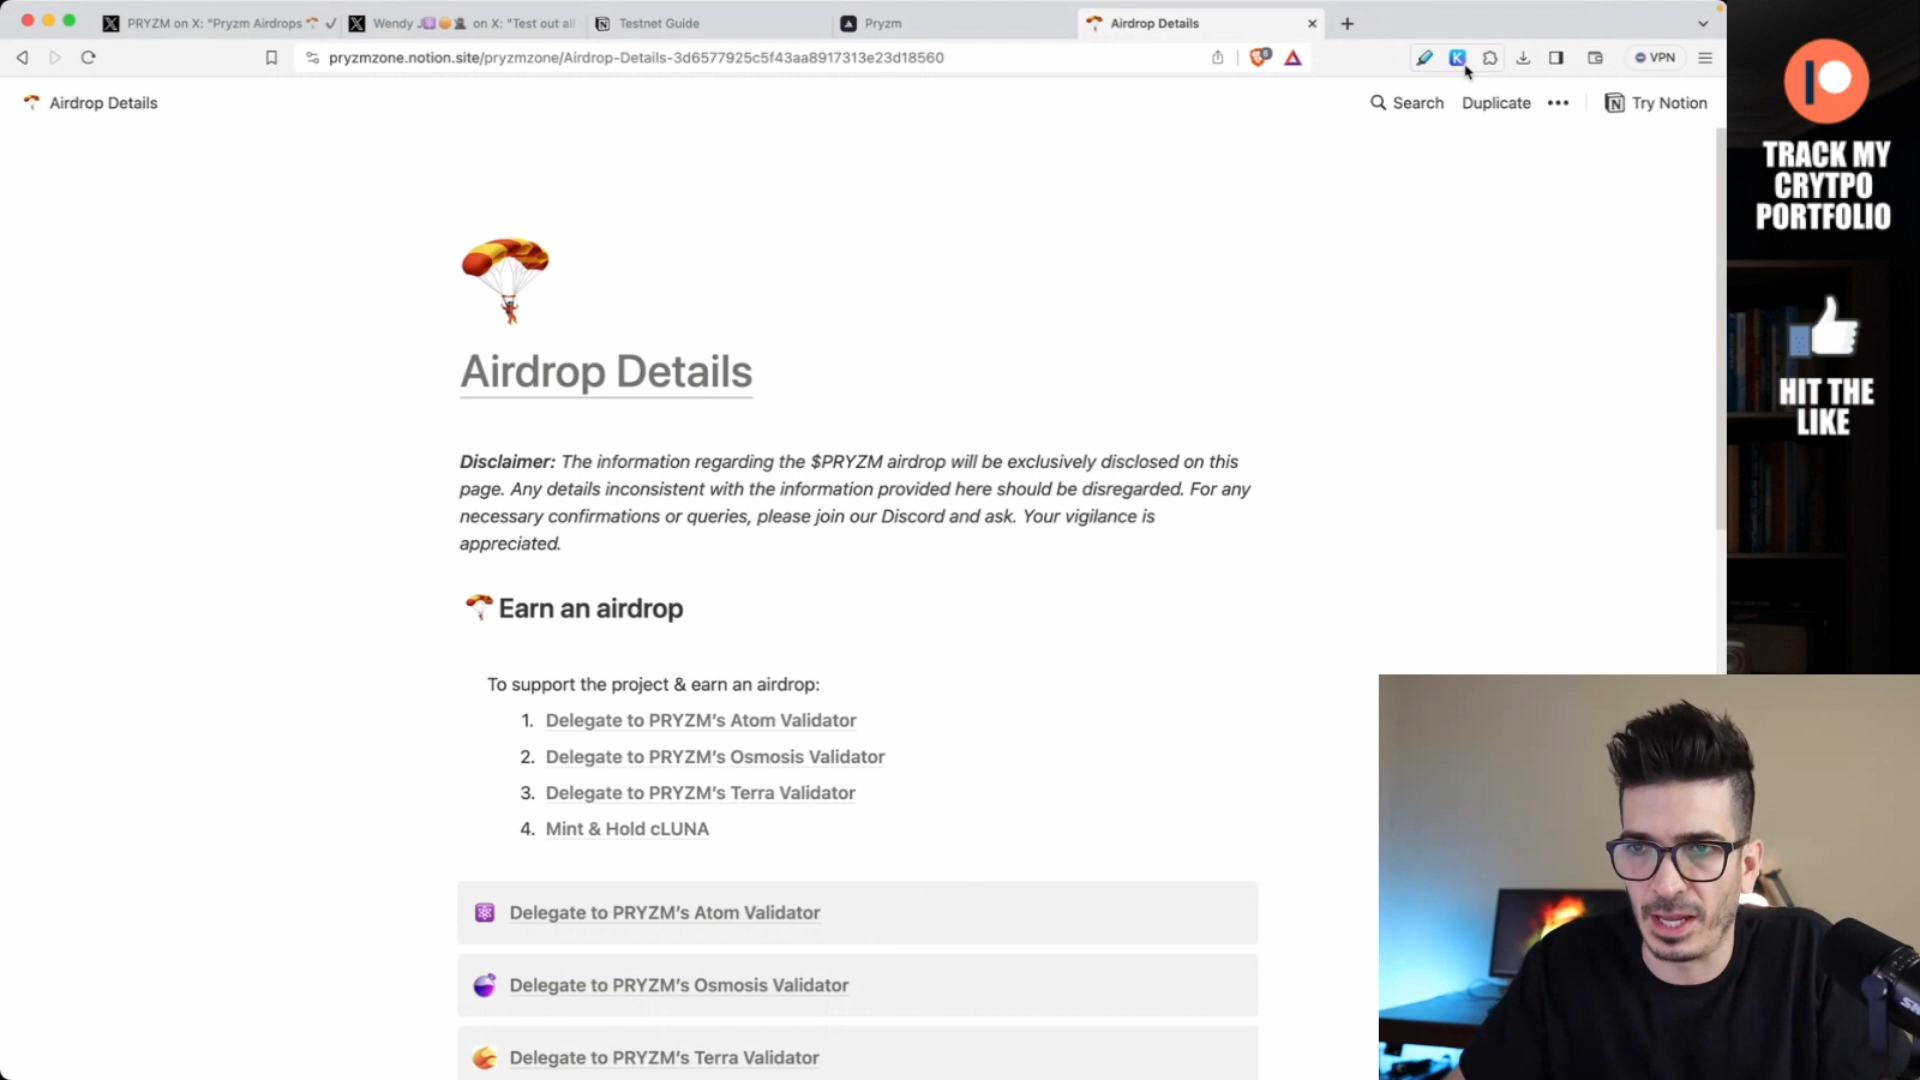 PRYZM on X: "Pryzm Airdrops
Wendy J on X: "Test out all
Testnet Guide
Pryzm
Airdrop Details
pryzmzone.notion.site/pryzmzone/Airdrop-Details-3d6577925c5f43aa8917313e23d18560
VPN
Airdrop Details
Search
Duplicate
Try Notion
Airdrop Details
Disclaimer: The information regarding the $PRYZM airdrop will be exclusively disclosed on this
page. Any details inconsistent with the information provided here should be disregarded. For any
necessary confirmations or queries, please join our Discord and ask. Your vigilance is
appreciated.
Earn an airdrop
To support the project & earn an airdrop:
1. Delegate to PRYZM's Atom Validator
2. Delegate to PRYZM's Osmosis Validator
3. Delegate to PRYZM's Terra Validator
4. Mint & Hold cLUNA
Delegate to PRYZM's Atom Validator
Delegate to PRYZM's Osmosis Validator
Delegate to PRYZM's Terra Validator
TRACK MY
CRYTPO
PORTFOLIO
HIT THE
LIKE